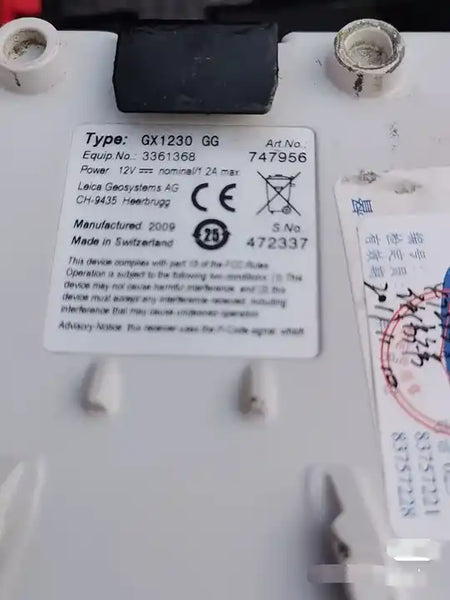 Type: GX1230 GG
Art.No.:
Equip.No.: 3361368
747956
Power 12V nominal/1.2A max
Leica Geosystems AG
CH-9435 Heerbrugg
CE
Manufactured 2009
25
S.No.
Made in Switzerland
472337
This device complies with part 15 of the FCC Rules
Operation is subject to the following two conditions: (1) This
device may not cause harmful interference, and (2) this
device must accept any interference received, including
interference that may cause undesired operation
Advisory Notice: this receiver uses the P-Code signal, which
83757221
83757228